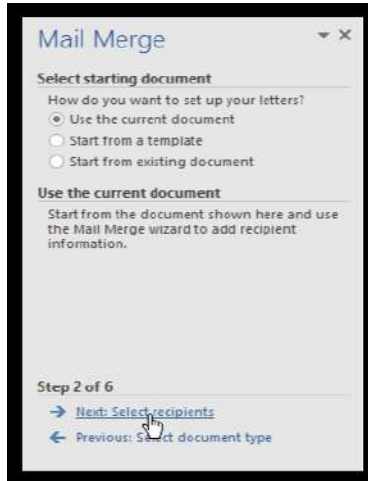 Mail Merge
Select starting document
How do you want to set up your letters?
Use the current document
Start from a template
Start from existing document
Use the current document
Start from the document shown here and use
the Mail Merge wizard to add recipient
information.
Step 2 of 6
Next: Select recipients
Previous: Select document type